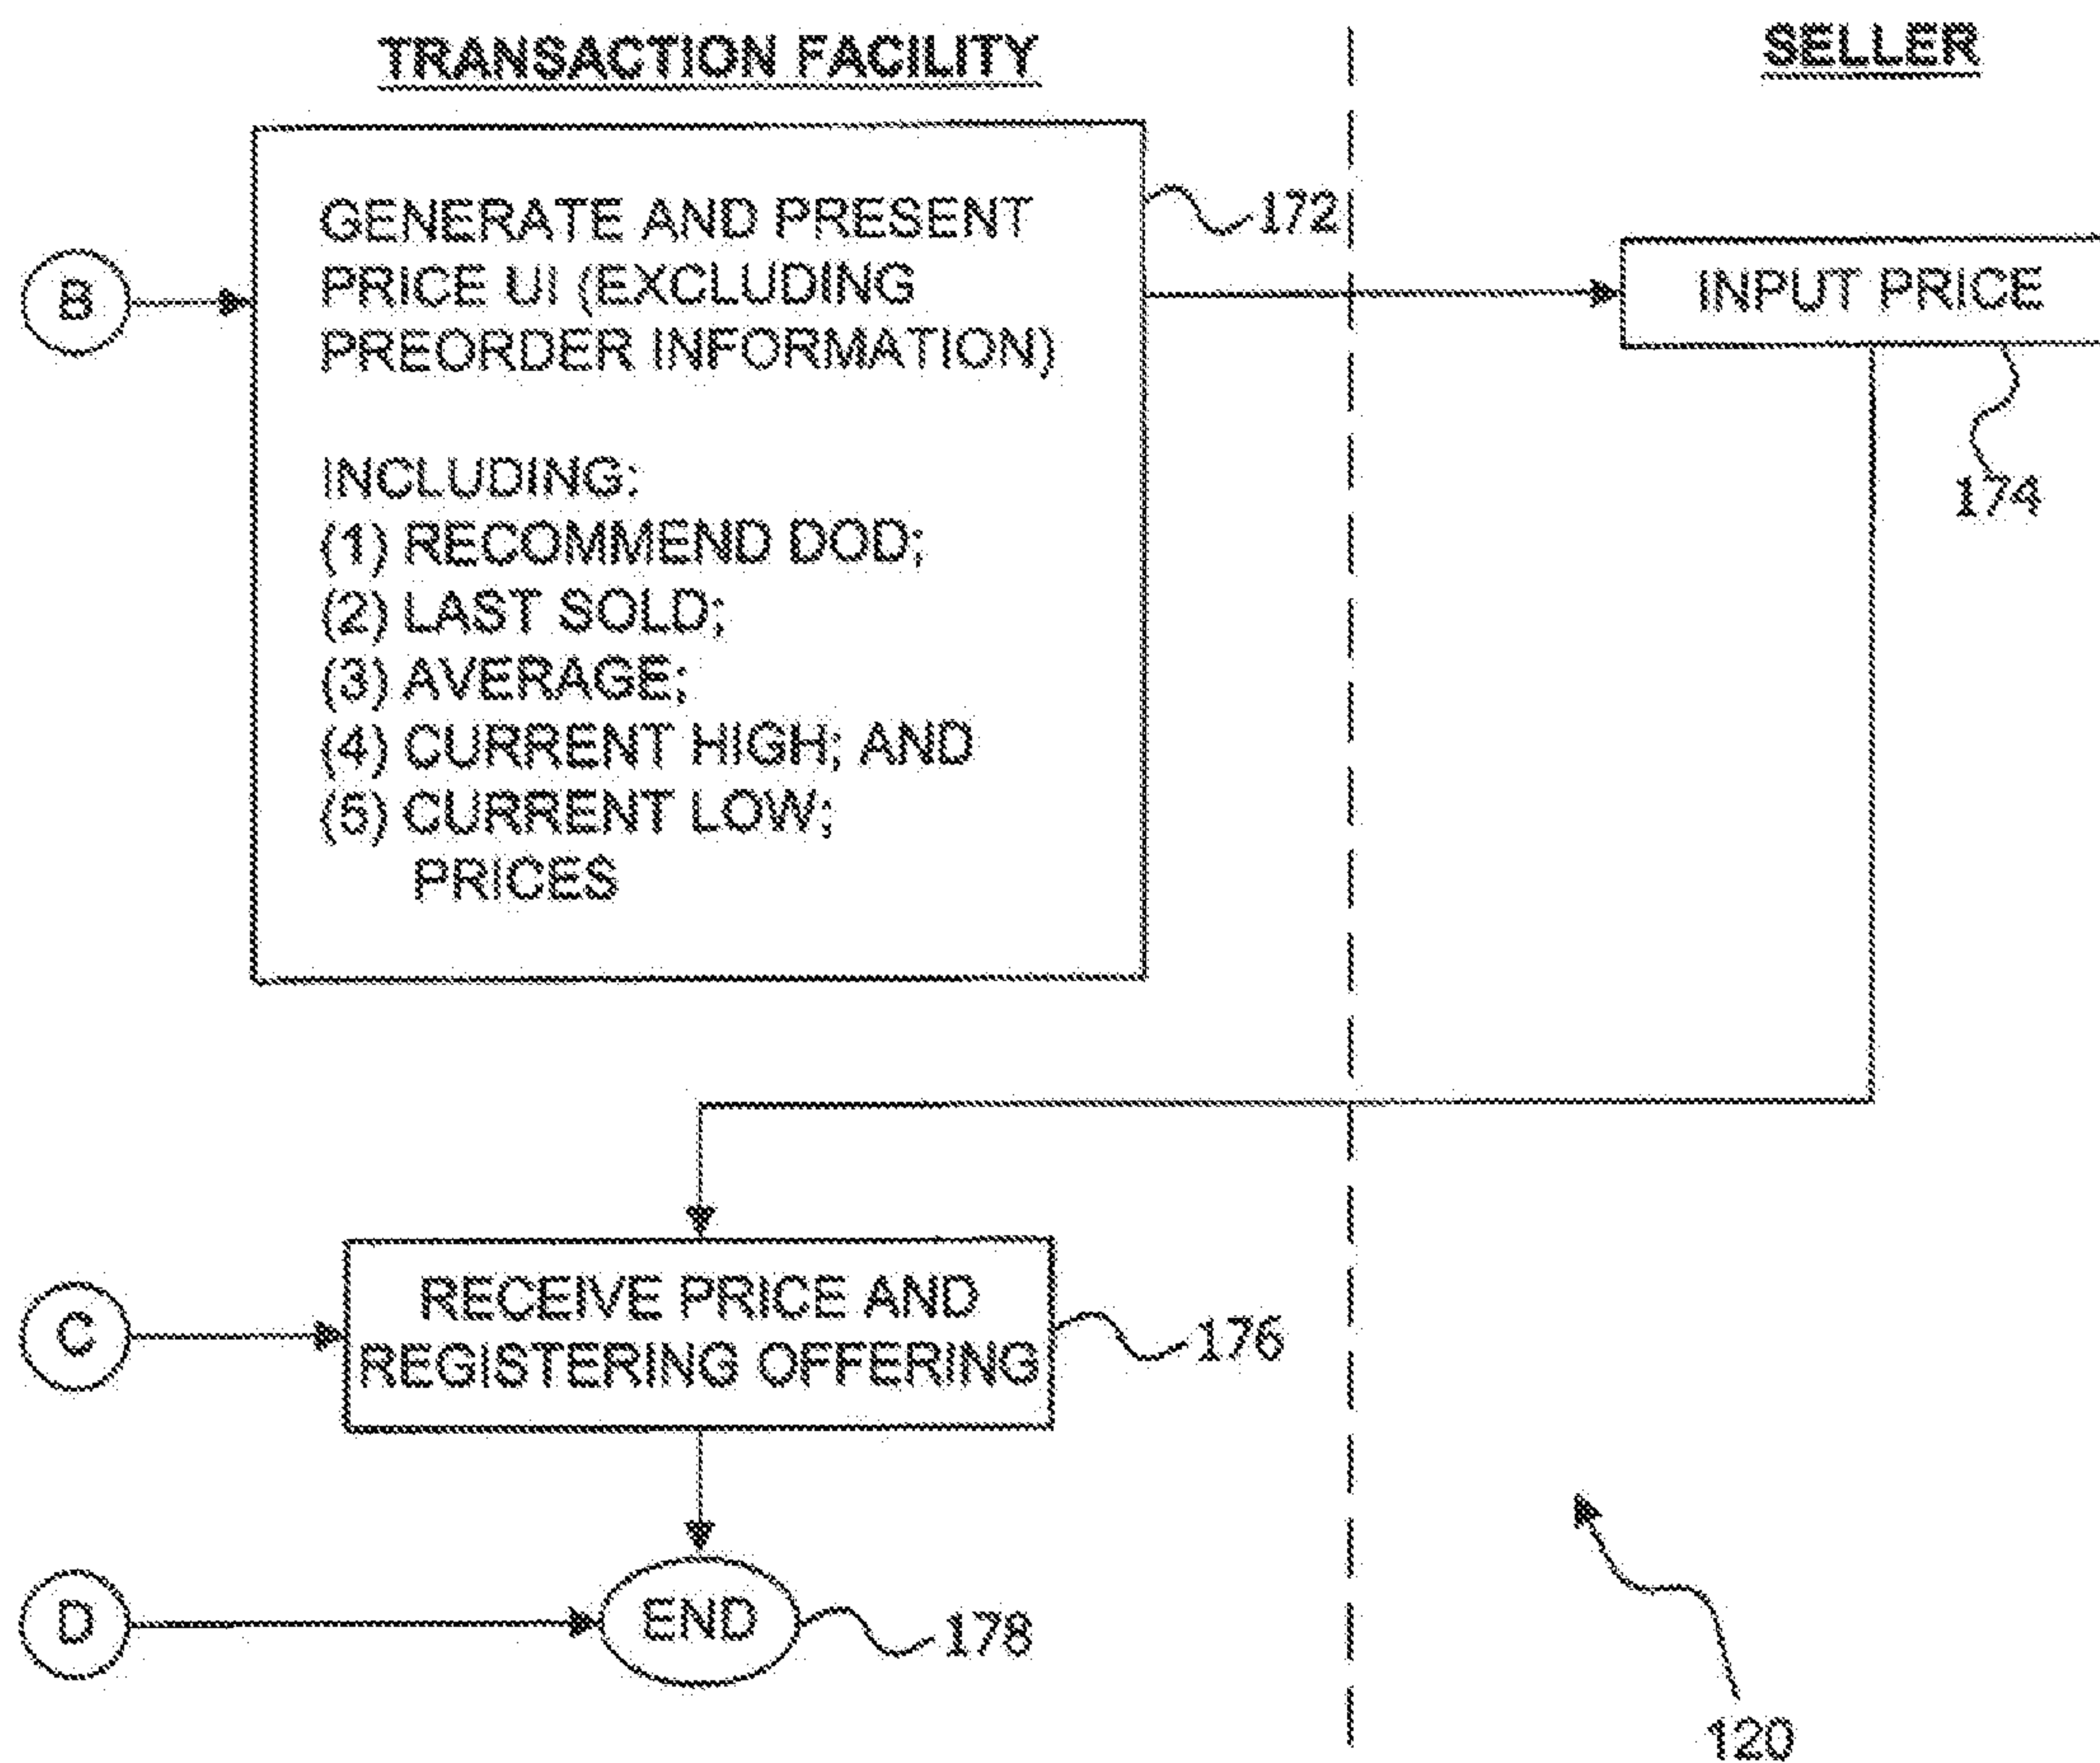 TRANSACTION FACILITY
SELLER
B
GENERATE AND PRESENT
PRICE UI (EXCLUDING
PREORDER INFORMATION)
INCLUDING:
(1) RECOMMEND DOD;
(2) LAST SOLD;
(3) AVERAGE;
(4) CURRENT HIGH; AND
(5) CURRENT LOW;
PRICES
172
INPUT PRICE
174
C
RECEIVE PRICE AND
REGISTERING OFFERING
176
D
END
178
120